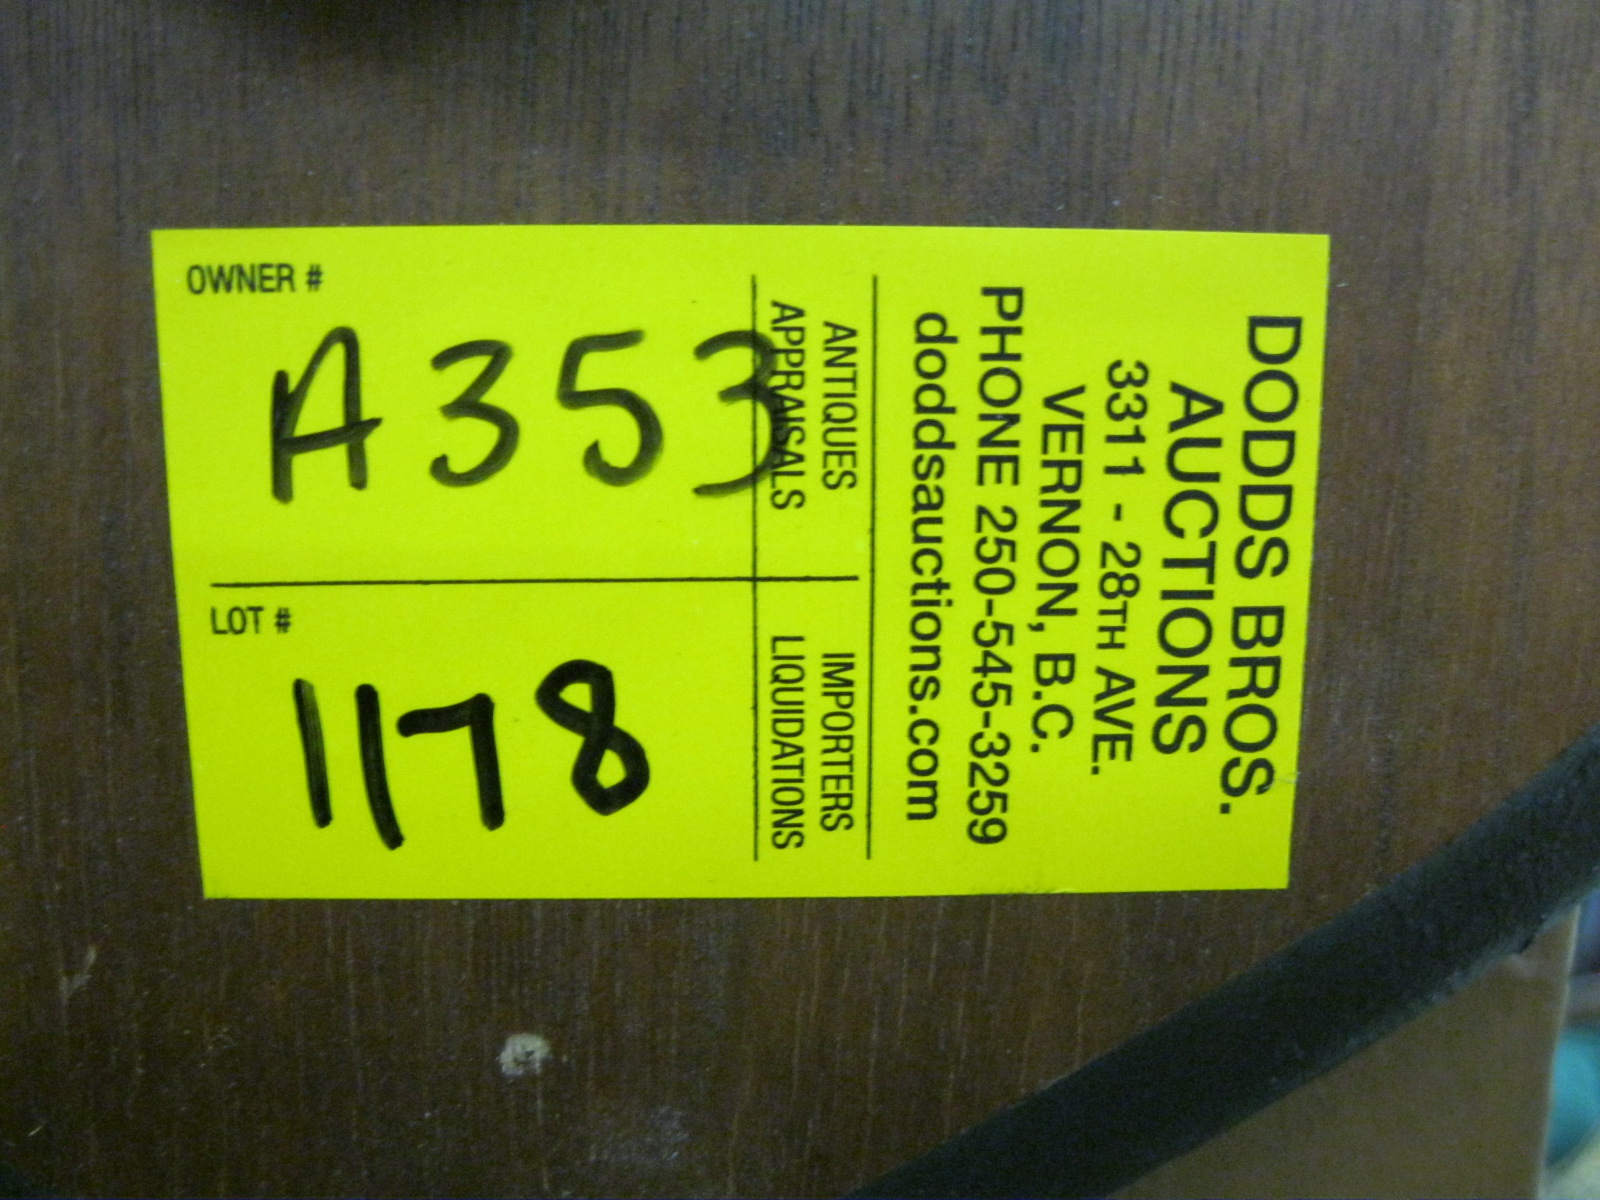 OWNER #
A353
LOT #
1178
ANTIQUES
APPRAISALS
IMPORTERS
LIQUIDATIONS
DODDS BROS.
AUCTIONS
3311 - 28TH AVE.
VERNON, B.C.
PHONE 250-545-3259
doddsauctions.com